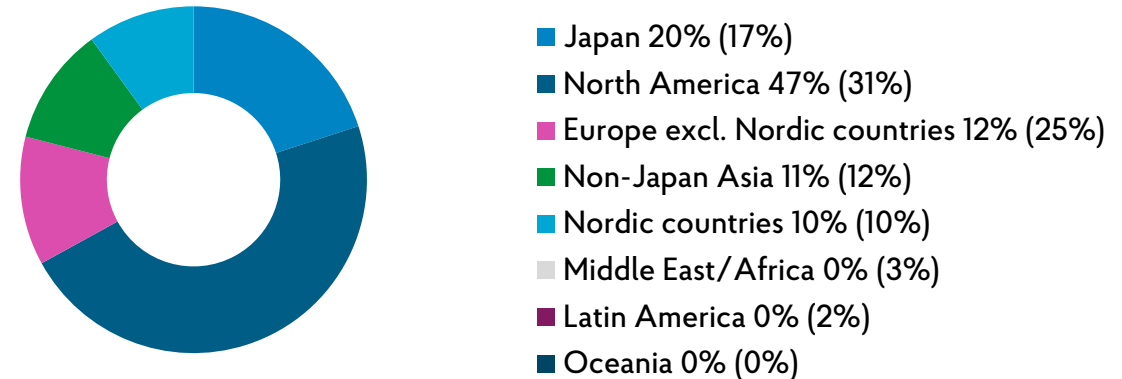 Japan 20% (17%)
North America 47% (31%)
Europe excl. Nordic countries 12% (25%)
Non-Japan Asia 11% (12%)
Nordic countries 10% (10%)
Middle East/Africa 0% (3%)
Latin America 0% (2%)
Oceania 0% (0%)